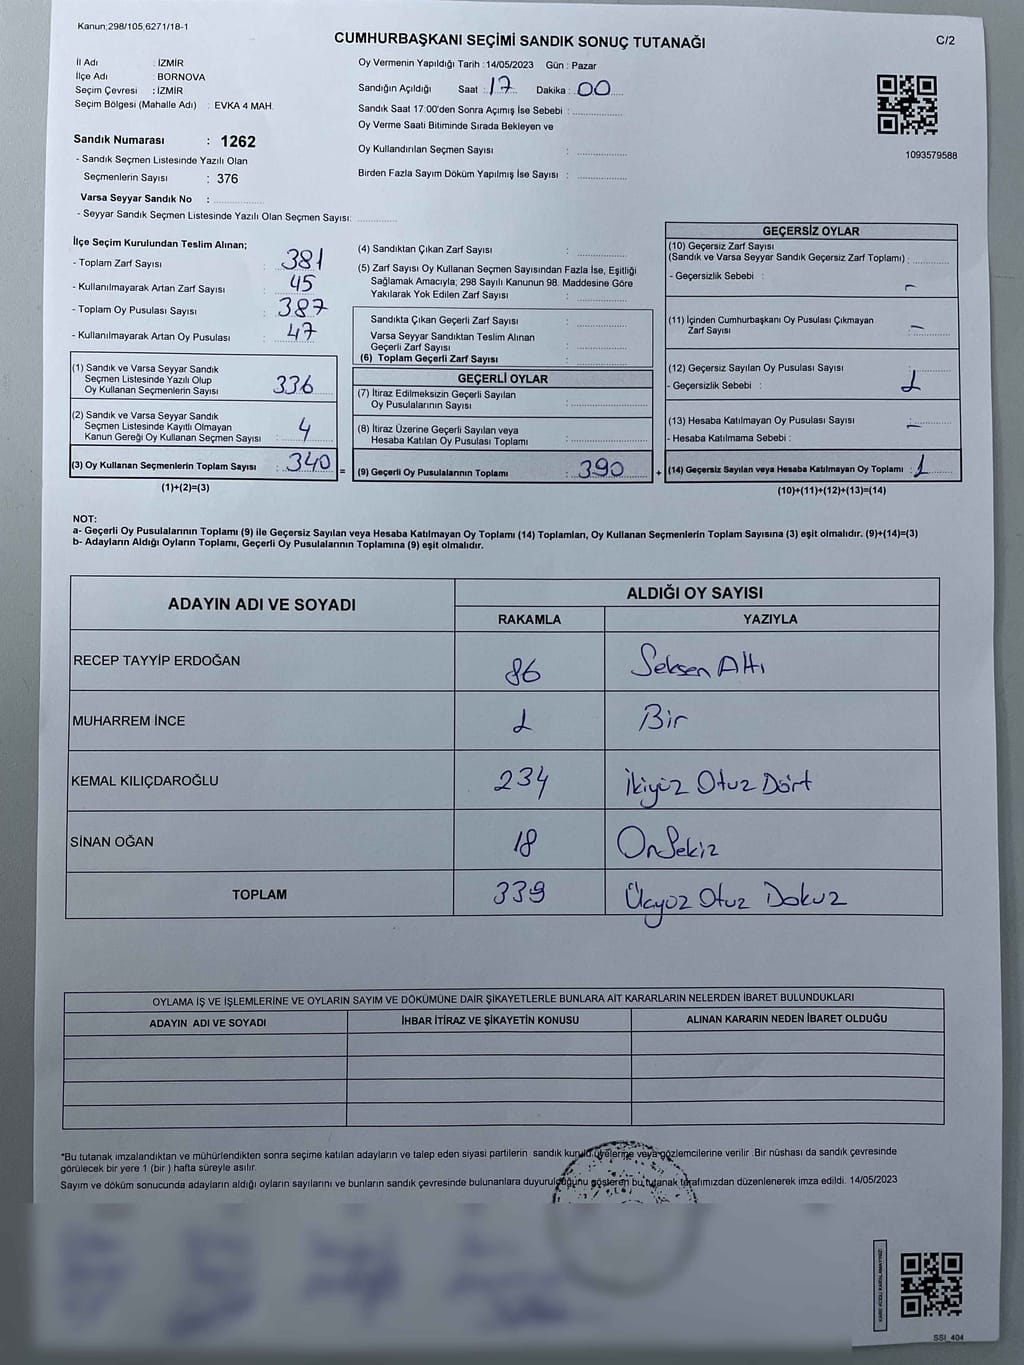 Kanun;298/105,6271/18-1
CUMHURBAŞKANI SEÇİMİ SANDIK SONUÇ TUTANAĞI
C/2
İl Adı : İZMİR
İlçe Adı : BORNOVA
Seçim Çevresi : İZMİR
Seçim Bölgesi (Mahalle Adı) : EVKA 4 MAH.
Oy Vermenin Yapıldığı Tarih : 14/05/2023 Gün : Pazar
Sandığın Açıldığı Saat : 17 Dakika : 00
Sandık Saat 17:00'den Sonra Açımış İse Sebebi :
Oy Verme Saati Bitiminde Sırada Bekleyen ve
Oy Kullandırılan Seçmen Sayısı :
Birden Fazla Sayım Döküm Yapılmış İse Sayısı :
1093579588
Sandık Numarası : 1262
- Sandık Seçmen Listesinde Yazılı Olan
Seçmenlerin Sayısı : 376
Varsa Seyyar Sandık No :
- Seyyar Sandık Seçmen Listesinde Yazılı Olan Seçmen Sayısı:
İlçe Seçim Kurulundan Teslim Alınan;
- Toplam Zarf Sayısı : 381
- Kullanılmayarak Artan Zarf Sayısı : 45
- Toplam Oy Pusulası Sayısı : 387
- Kullanılmayarak Artan Oy Pusulası : 47
(1) Sandık ve Varsa Seyyar Sandık
Seçmen Listesinde Yazılı Olup
Oy Kullanan Seçmenlerin Sayısı : 336
(2) Sandık ve Varsa Seyyar Sandık
Seçmen Listesinde Kayıtlı Olmayan
Kanun Gereği Oy Kullanan Seçmen Sayısı : 4
(3) Oy Kullanan Seçmenlerin Toplam Sayısı : 340 =
(1)+(2)=(3)
(4) Sandıktan Çıkan Zarf Sayısı :
(5) Zarf Sayısı Oy Kullanan Seçmen Sayısından Fazla İse, Eşitliği
Sağlamak Amacıyla; 298 Sayılı Kanunun 98. Maddesine Göre
Yakılarak Yok Edilen Zarf Sayısı :
Sandıkta Çıkan Geçerli Zarf Sayısı :
Varsa Seyyar Sandıktan Teslim Alınan
Geçerli Zarf Sayısı :
(6) Toplam Geçerli Zarf Sayısı :
GEÇERLİ OYLAR
(7) İtiraz Edilmeksizin Geçerli Sayılan
Oy Pusulalarının Sayısı :
(8) İtiraz Üzerine Geçerli Sayılan veya
Hesaba Katılan Oy Pusulası Toplamı :
(9) Geçerli Oy Pusulalarının Toplamı : 390 +
GEÇERSİZ OYLAR
(10) Geçersiz Zarf Sayısı
(Sandık ve Varsa Seyyar Sandık Geçersiz Zarf Toplamı) :
- Geçersizlik Sebebi : -
(11) İçinden Cumhurbaşkanı Oy Pusulası Çıkmayan
Zarf Sayısı : -
(12) Geçersiz Sayılan Oy Pusulası Sayısı :
- Geçersizlik Sebebi : 1
(13) Hesaba Katılmayan Oy Pusulası Sayısı : -
- Hesaba Katılmama Sebebi :
(14) Geçersiz Sayılan veya Hesaba Katılmayan Oy Toplamı : 1
(10)+(11)+(12)+(13)=(14)
NOT:
a- Geçerli Oy Pusulalarının Toplamı (9) ile Geçersiz Sayılan veya Hesaba Katılmayan Oy Toplamı (14) Toplamları, Oy Kullanan Seçmenlerin Toplam Sayısına (3) eşit olmalıdır. (9)+(14)=(3)
b- Adayların Aldığı Oyların Toplamı, Geçerli Oy Pusulalarının Toplamına (9) eşit olmalıdır.
ADAYIN ADI VE SOYADI
ALDIĞI OY SAYISI
RAKAMLA YAZIYLA
RECEP TAYYİP ERDOĞAN 86 Seksen Altı
MUHARREM İNCE 1 Bir
KEMAL KILIÇDAROĞLU 234 İkiyüz Otuz Dört
SİNAN OĞAN 18 OnSekiz
TOPLAM 339 Üçyüz Otuz Dokuz
OYLAMA İŞ VE İŞLEMLERİNE VE OYLARIN SAYIM VE DÖKÜMÜNE DAİR ŞİKAYETLERLE BUNLARA AİT KARARLARIN NELERDEN İBARET BULUNDUKLARI
ADAYIN ADI VE SOYADI İHBAR İTİRAZ VE ŞİKAYETİN KONUSU ALINAN KARARIN NEDEN İBARET OLDUĞU
*Bu tutanak imzalandıktan ve mühürlendikten sonra seçime katılan adayların ve talep eden siyasi partilerin sandık kurulu üyelerine veya gözlemcilerine verilir. Bir nüshası da sandık çevresinde
görülecek bir yere 1 (bir ) hafta süreyle asılır.
Sayım ve döküm sonucunda adayların aldığı oyların sayılarını ve bunların sandık çevresinde bulunanlara duyurulduğunu gösteren bu tutanak tarafımızdan düzenlenerek imza edildi. 14/05/2023
SSI_404